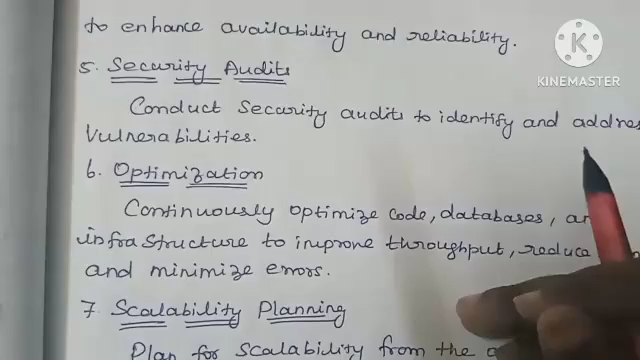 to enhance availability and reliability.
5. Security Audits
Conduct Security audits to identify and addres
Vulnerabilities.
6. Optimization
Continuously optimize code, databases, an
infrastructure to improve throughput, reduce
and minimize errors.
7. Scalability Planning
Plan for Scalability from the
KINEMASTER